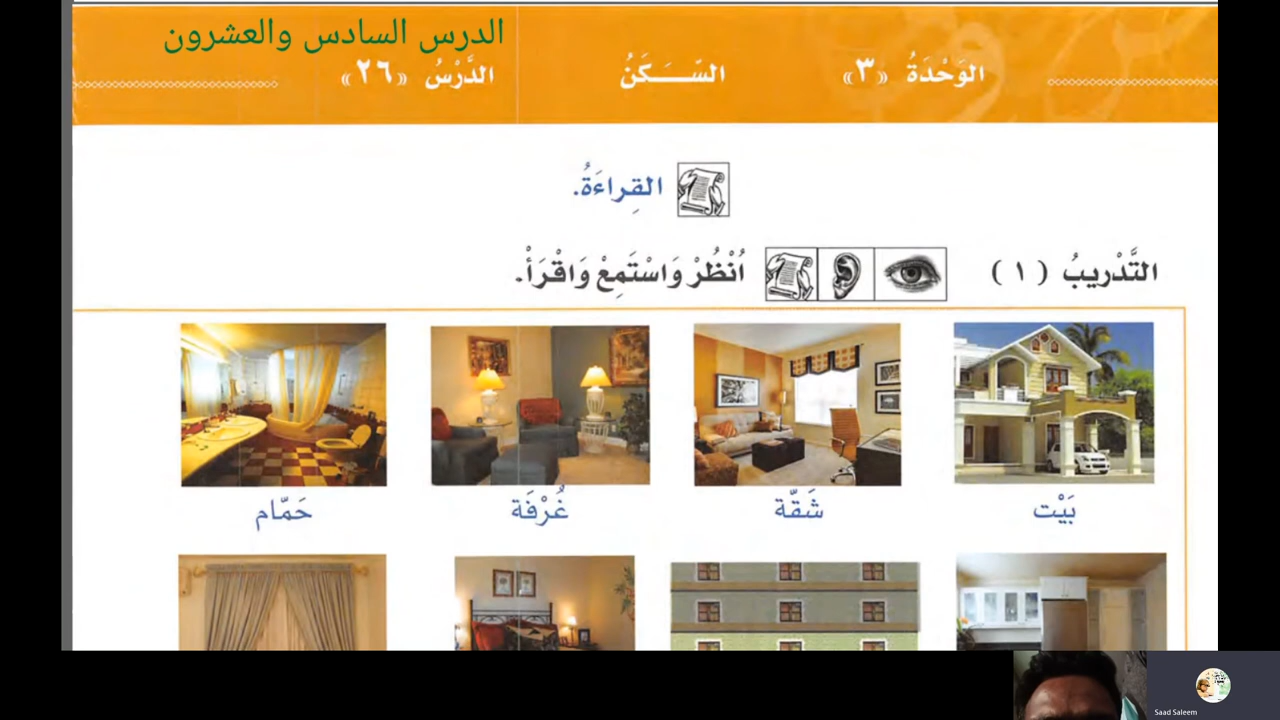 الدرس السادس والعشرون
الوَحْدَةُ «٣» السّـــكَنُ الدَّرْسُ «٢٦»
القِراءَةُ.
التَّدْرِيبُ ( ١ ) اُنْظُرْ وَاسْتَمِعْ وَاقْرَأْ.
بَيْت شَقّة غُرْفَة حَمّام
Saad Saleem